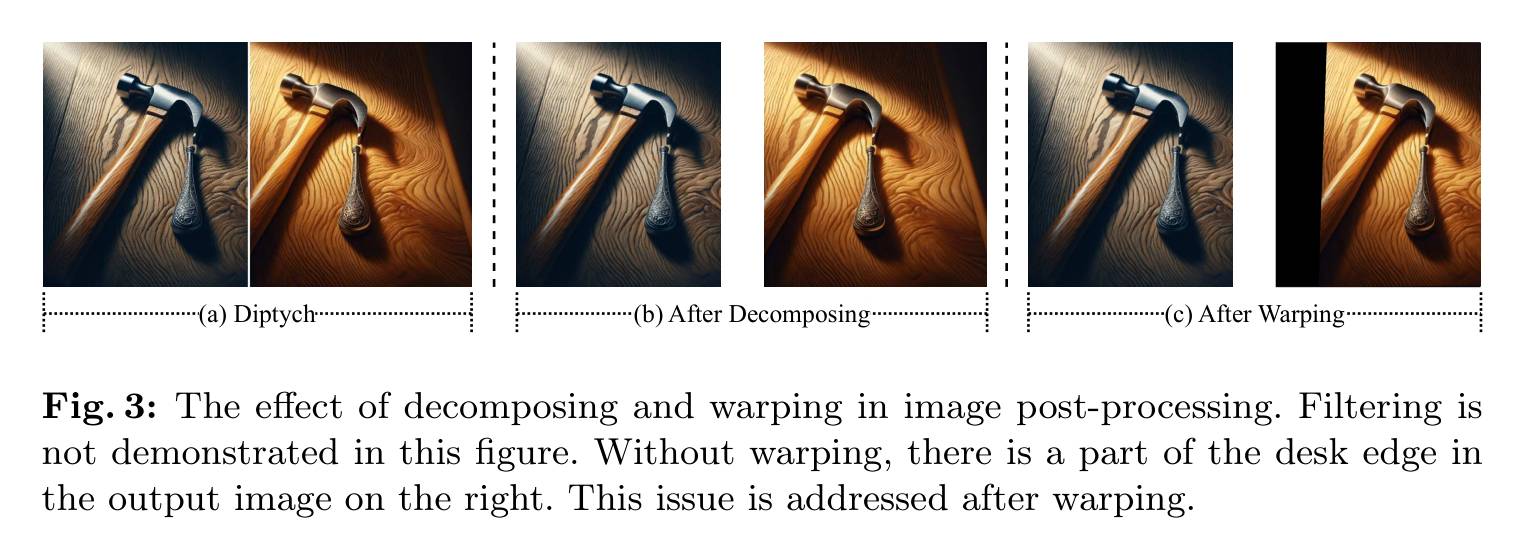 (a) Diptych
(b) After Decomposing
(c) After Warping
Fig. 3: The effect of decomposing and warping in image post-processing. Filtering is
not demonstrated in this figure. Without warping, there is a part of the desk edge in
the output image on the right. This issue is addressed after warping.